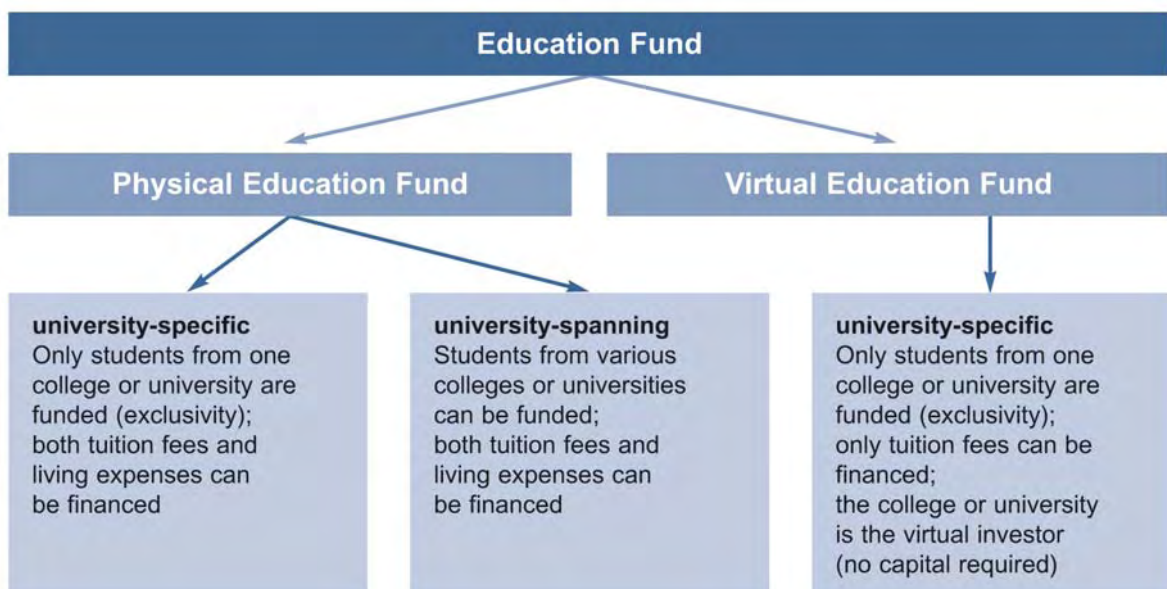 Education Fund
Physical Education Fund
Virtual Education Fund
university-specific
Only students from one
college or university are
funded (exclusivity);
both tuition fees and
living expenses can
be financed
university-spanning
Students from various
colleges or universities
can be funded;
both tuition fees and
living expenses can
be financed
university-specific
Only students from one
college or university are
funded (exclusivity);
only tuition fees can be
financed;
the college or university
is the virtual investor
(no capital required)